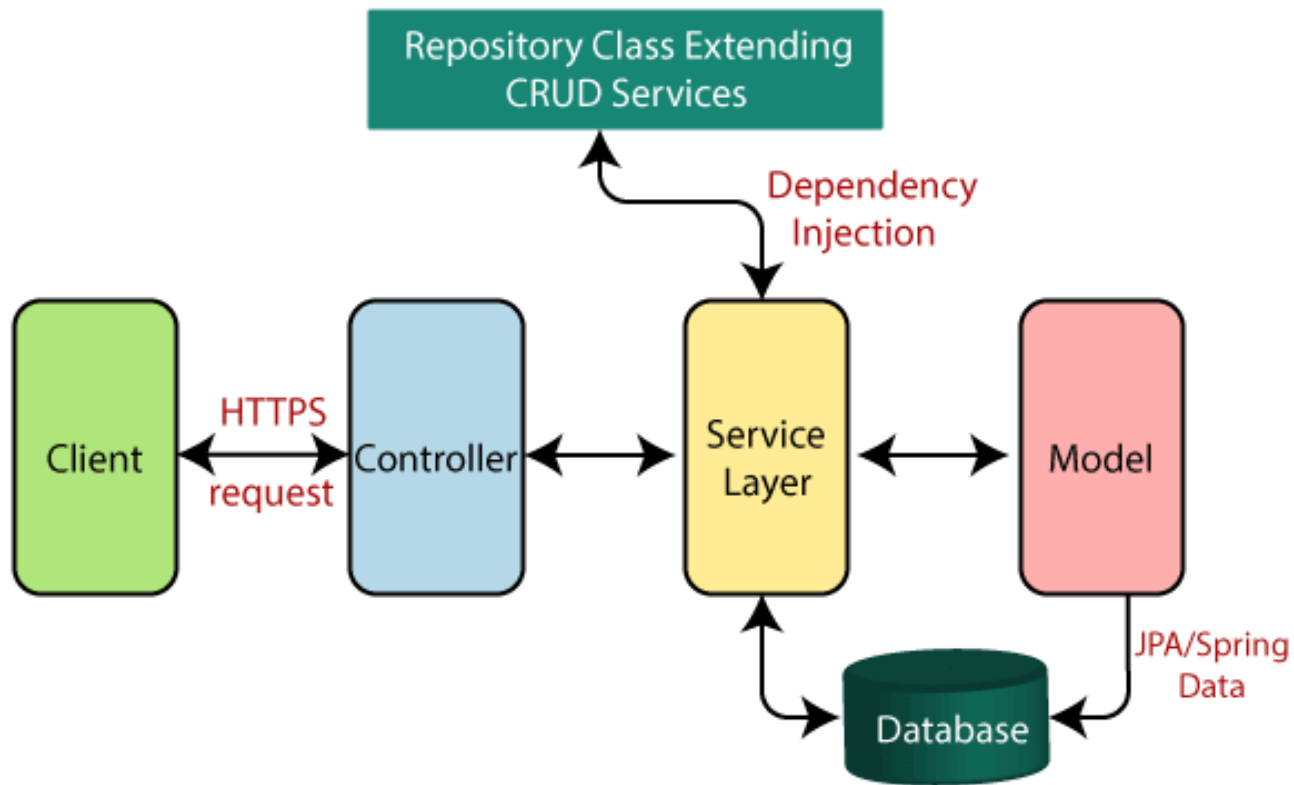 Repository Class Extending
CRUD Services
Dependency
Injection
Client
HTTPS
request
Controller
Service
Layer
Model
JPA/Spring
Data
Database